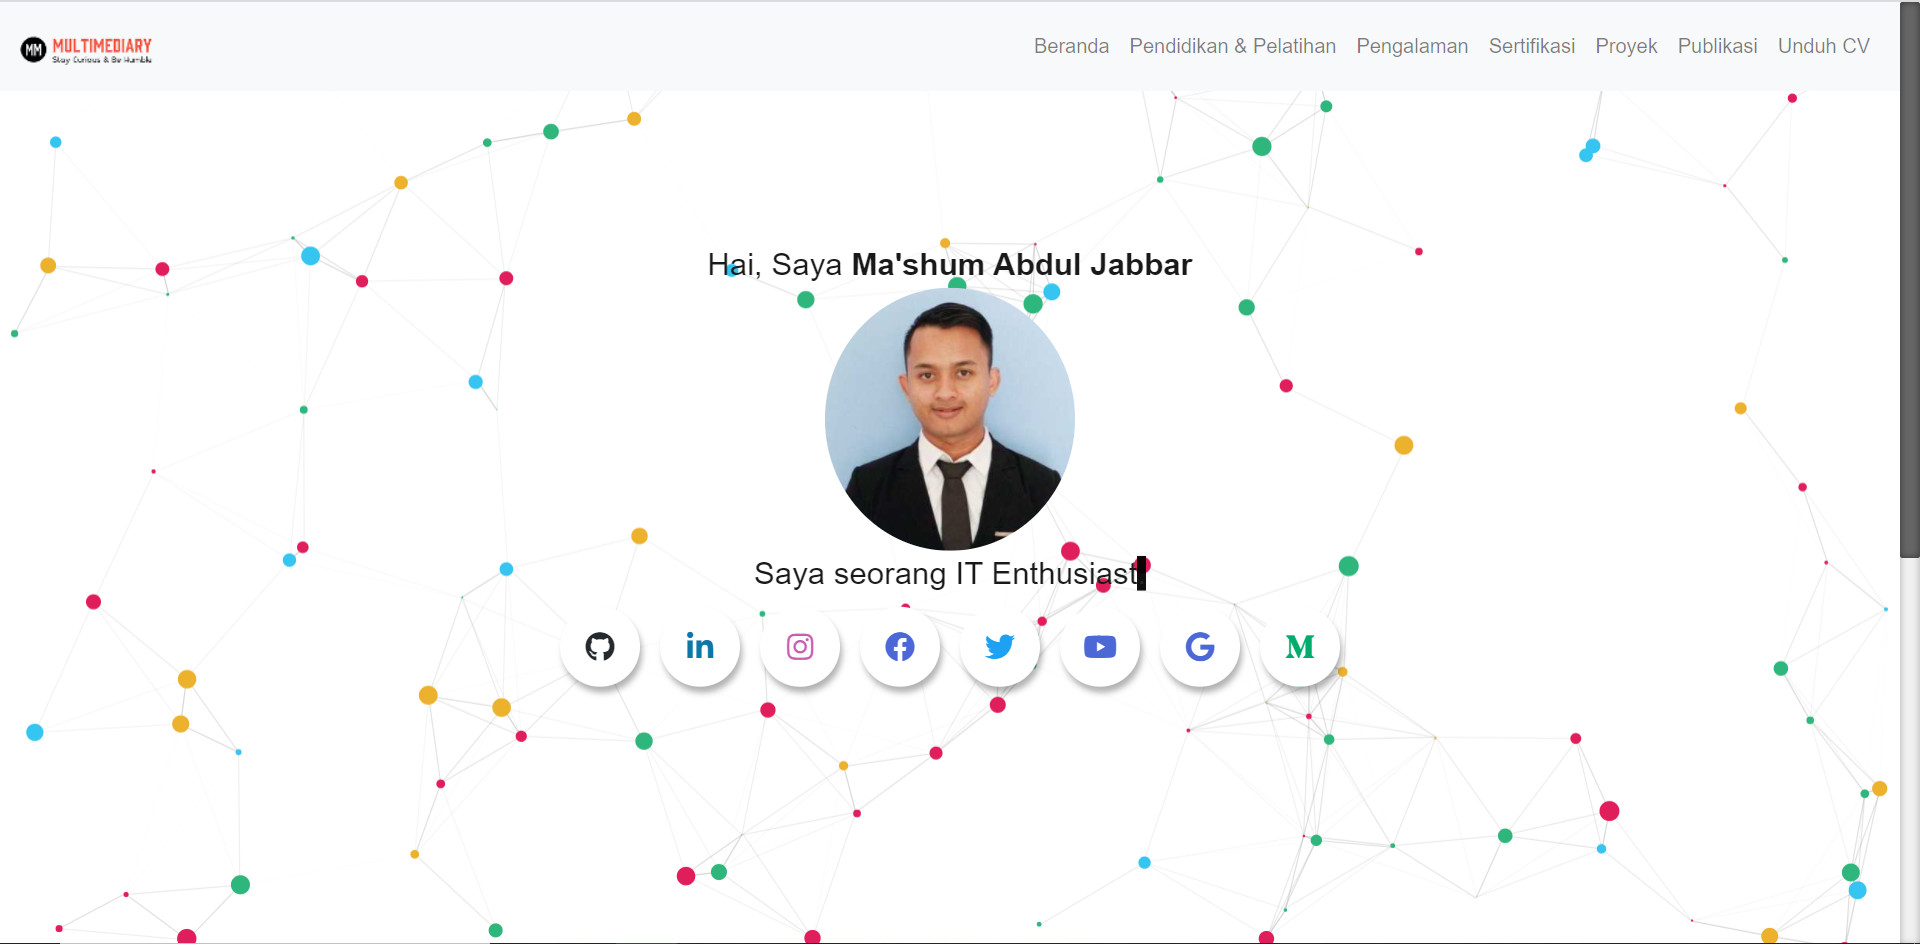 MM MULTIMEDIARY
Stay Curious & Be Humble
Beranda Pendidikan & Pelatihan Pengalaman Sertifikasi Proyek Publikasi Unduh CV
Hai, Saya Ma'shum Abdul Jabbar
Saya seorang IT Enthusiast
in G M